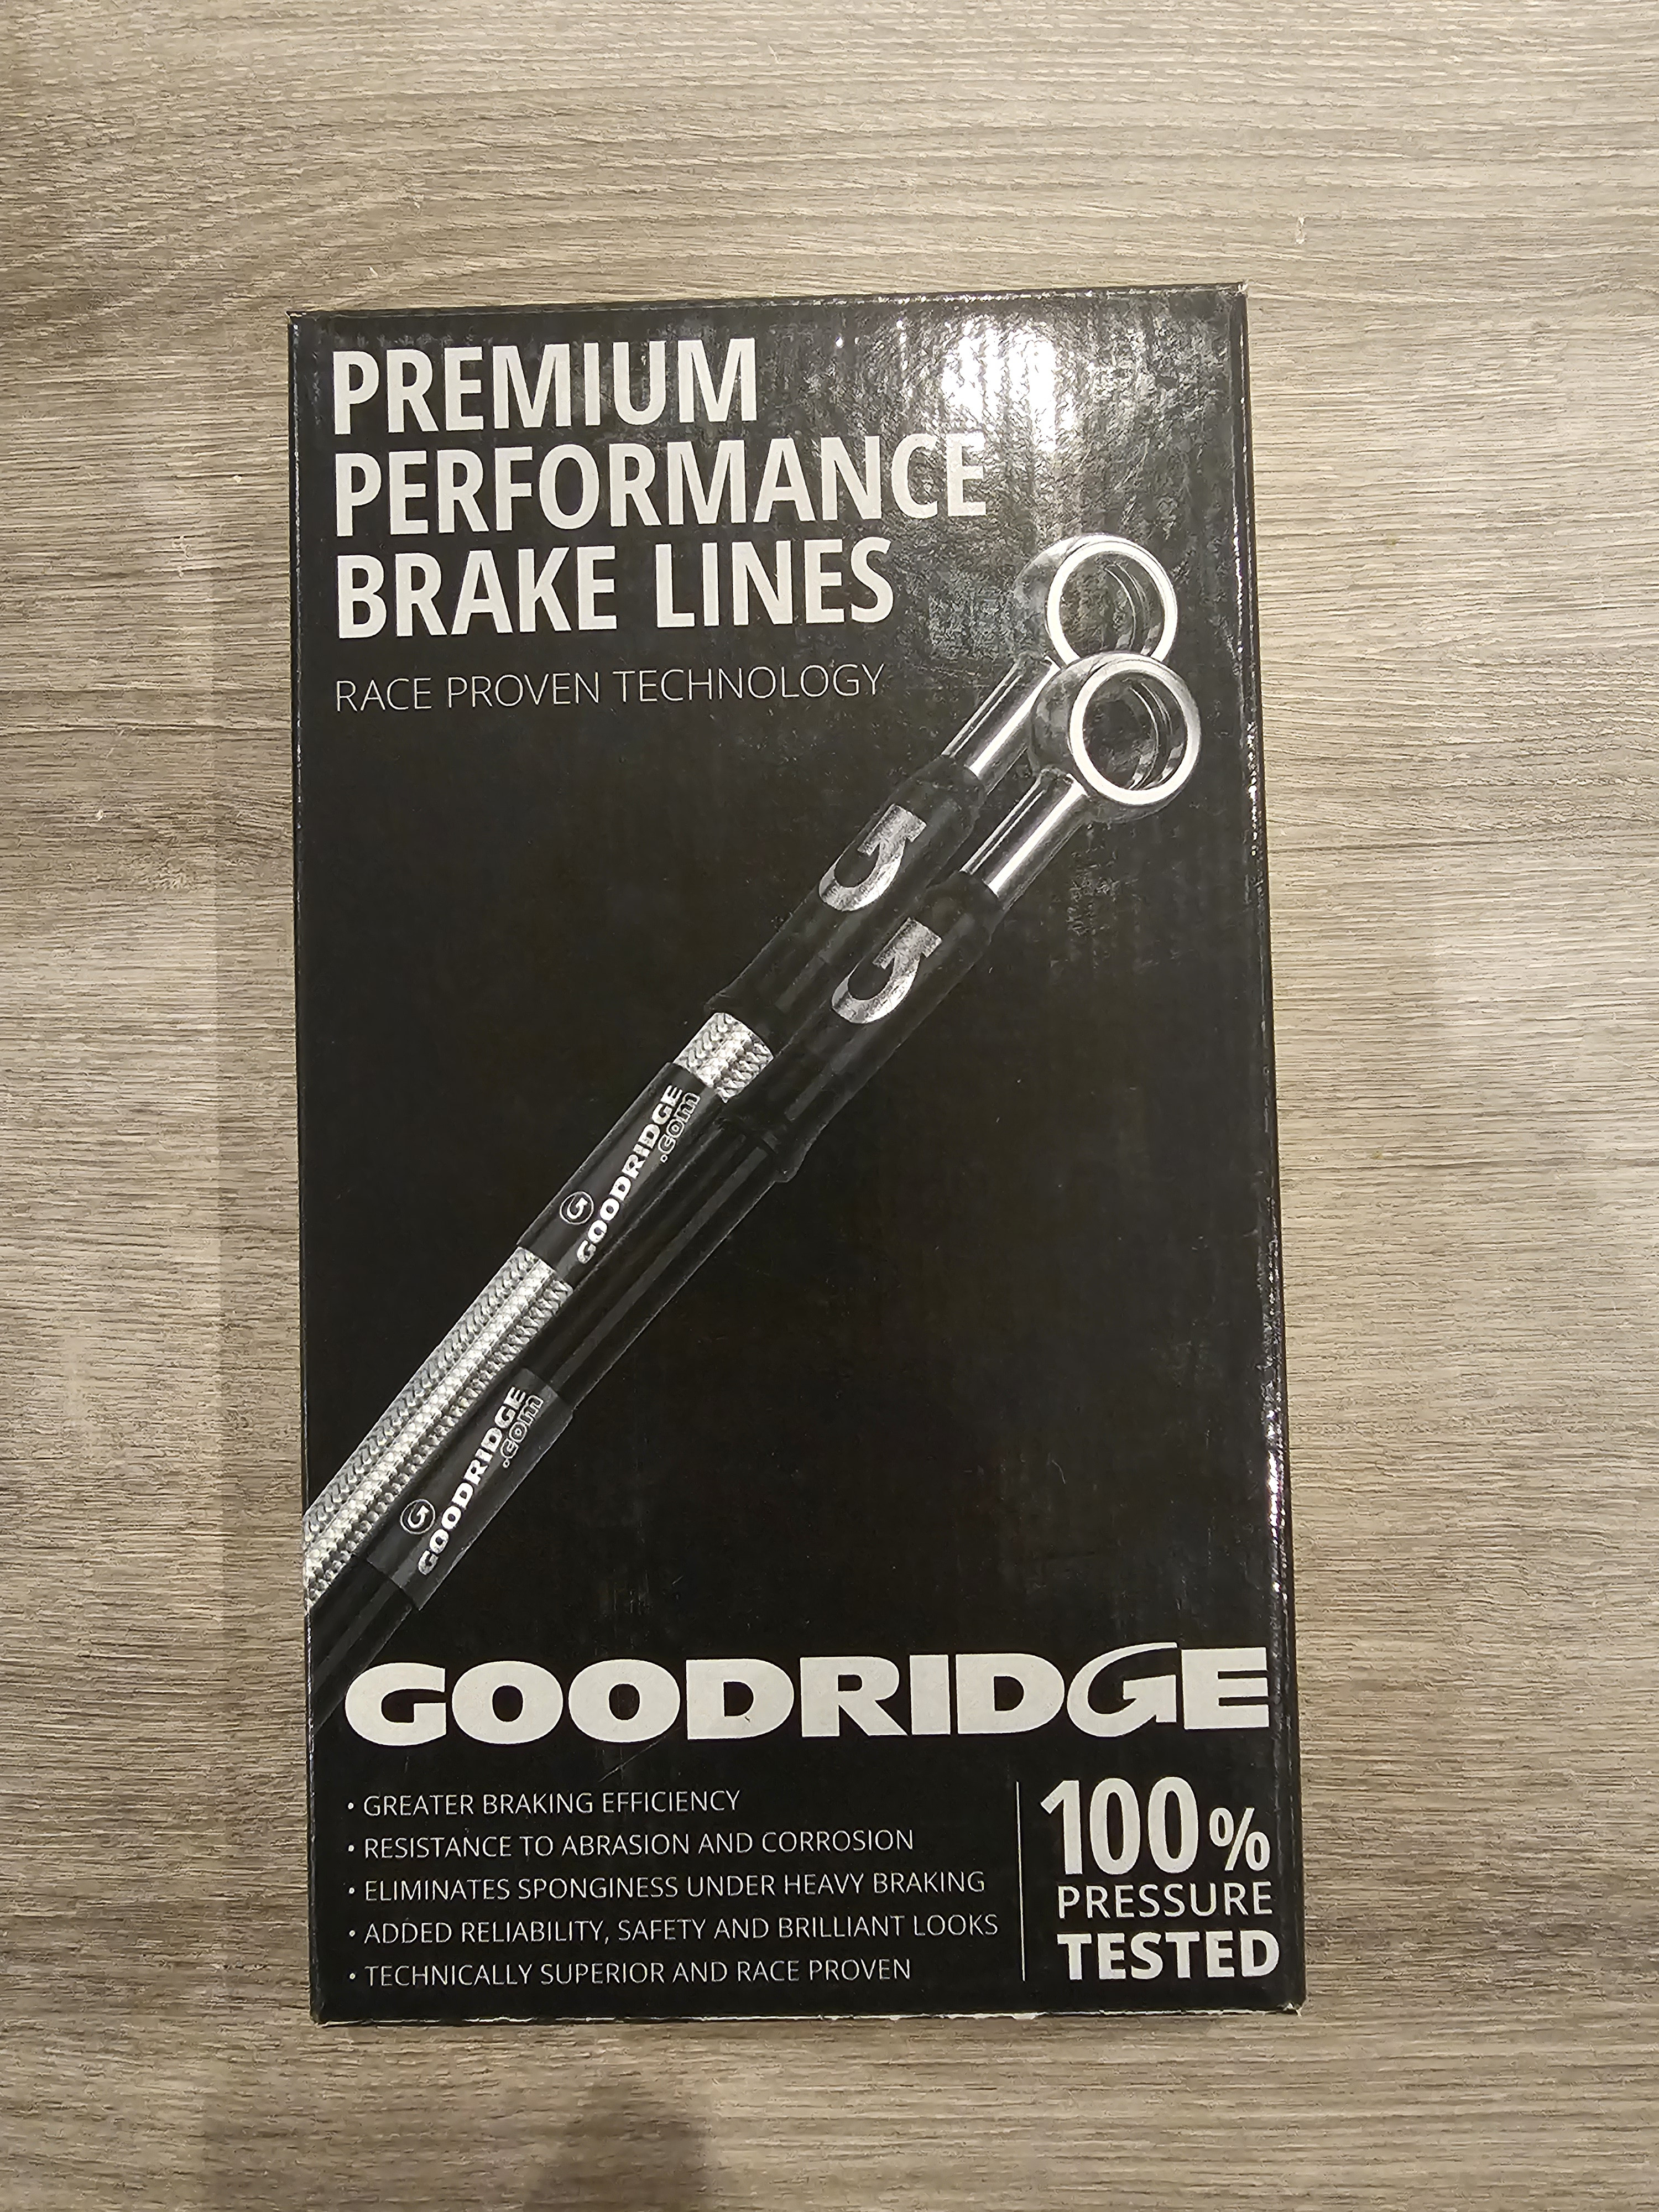 PREMIUM
PERFORMANCE
BRAKE LINES
RACE PROVEN TECHNOLOGY
G
G
GOODRIDGE
.com
G
GOODRIDGE
.com
G
GOODRIDGE
• GREATER BRAKING EFFICIENCY
• RESISTANCE TO ABRASION AND CORROSION
• ELIMINATES SPONGINESS UNDER HEAVY BRAKING
• ADDED RELIABILITY, SAFETY AND BRILLIANT LOOKS
• TECHNICALLY SUPERIOR AND RACE PROVEN
100%
PRESSURE
TESTED